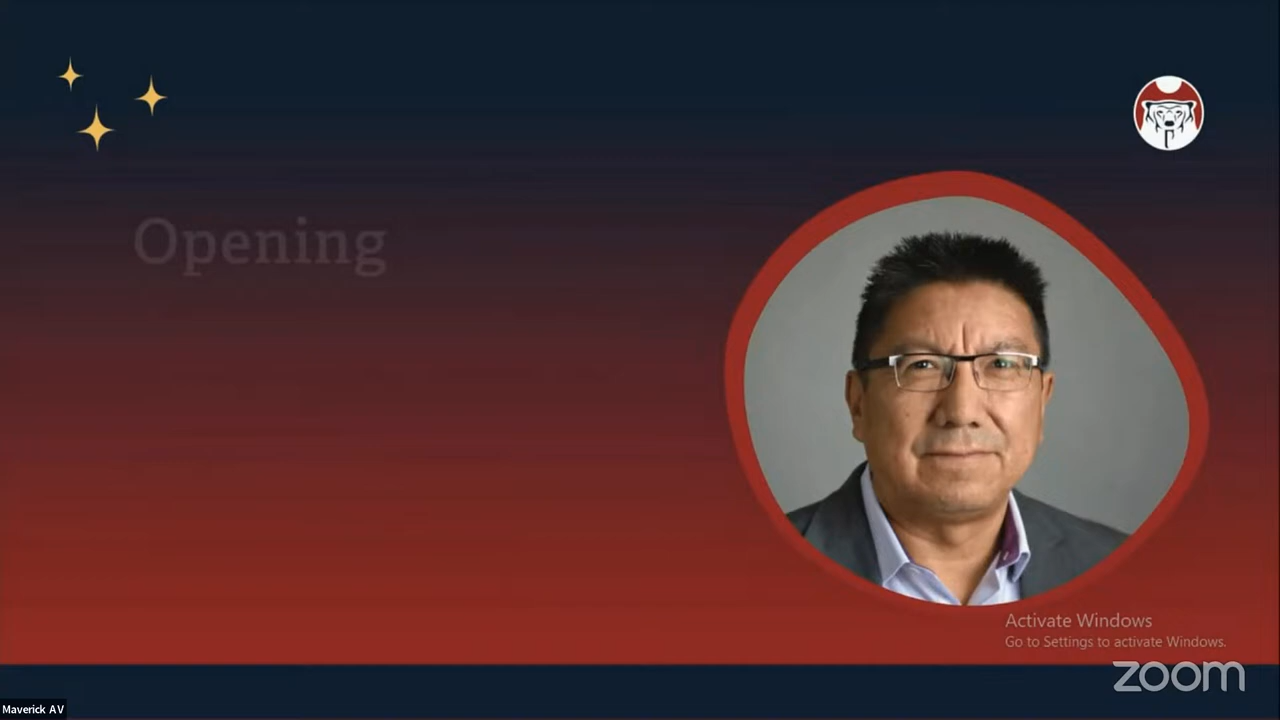 Opening
Activate Windows
Go to Settings to activate Windows.
zoom
Maverick AV